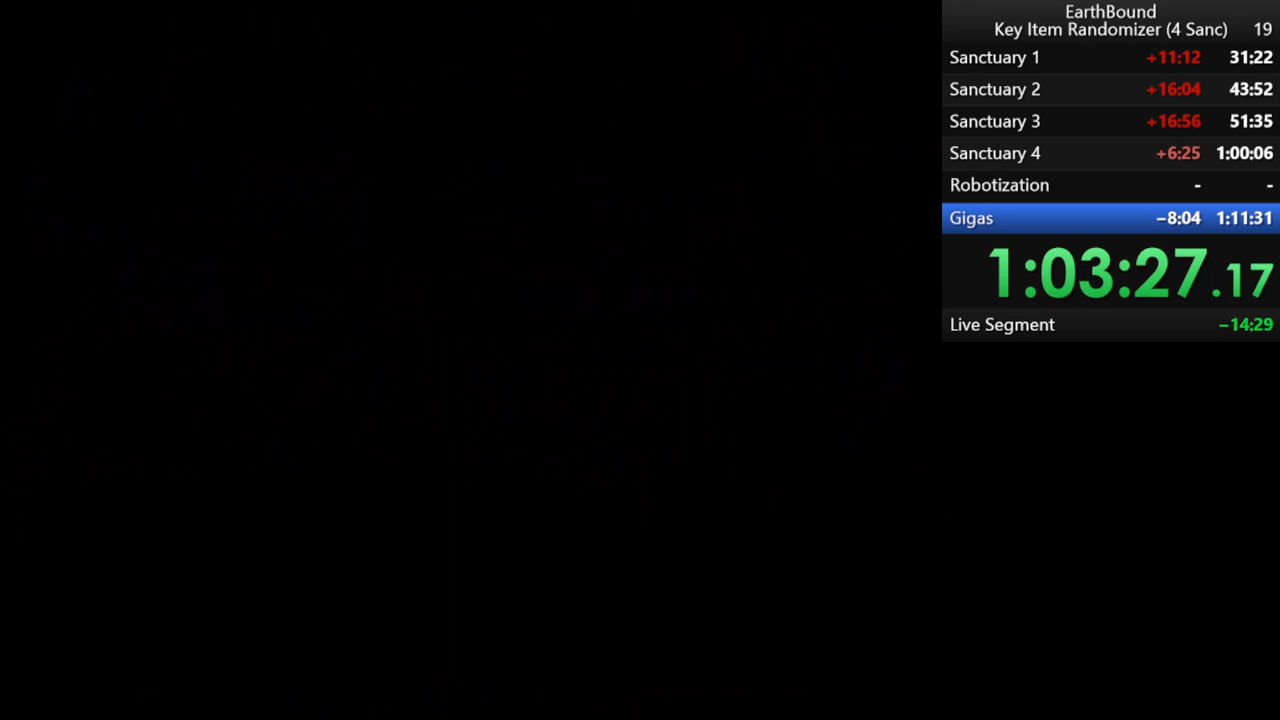 EarthBound
Key Item Randomizer (4 Sanc) 19
Sanctuary 1 +11:12 31:22
Sanctuary 2 +16:04 43:52
Sanctuary 3 +16:56 51:35
Sanctuary 4 +6:25 1:00:06
Robotization - -
Gigas −8:04 1:11:31
1:03:27.17
Live Segment −14:29